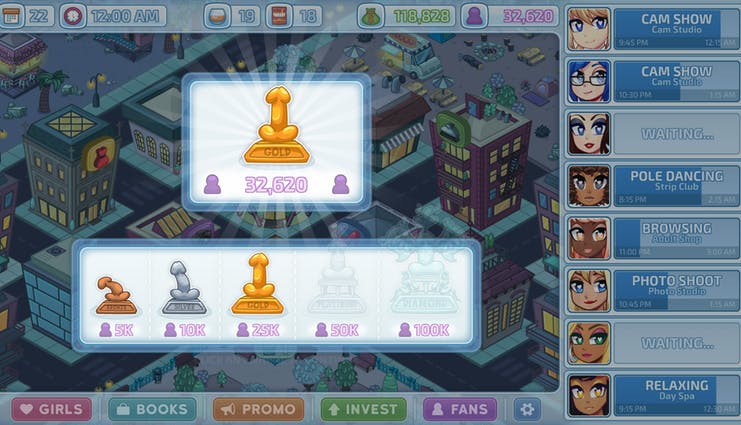 22
12:00 AM
19
18
118,828
32,620
GOLD
32,620
BRONZE
SILVER
GOLD
PLATINUM
DIAMOND
5K
10K
25K
50K
100K
CAM SHOW
Cam Studio
9:45 PM
12:15 AM
CAM SHOW
Cam Studio
10:30 PM
1:15 AM
WAITING...
POLE DANCING
Strip Club
8:15 PM
2:15 AM
BROWSING
Adult Shop
11:00 PM
3:00 AM
PHOTO SHOOT
Photo Studio
10:45 PM
1:15 AM
WAITING...
RELAXING
Day Spa
9:15 PM
12:30 AM
GIRLS
BOOKS
PROMO
INVEST
FANS